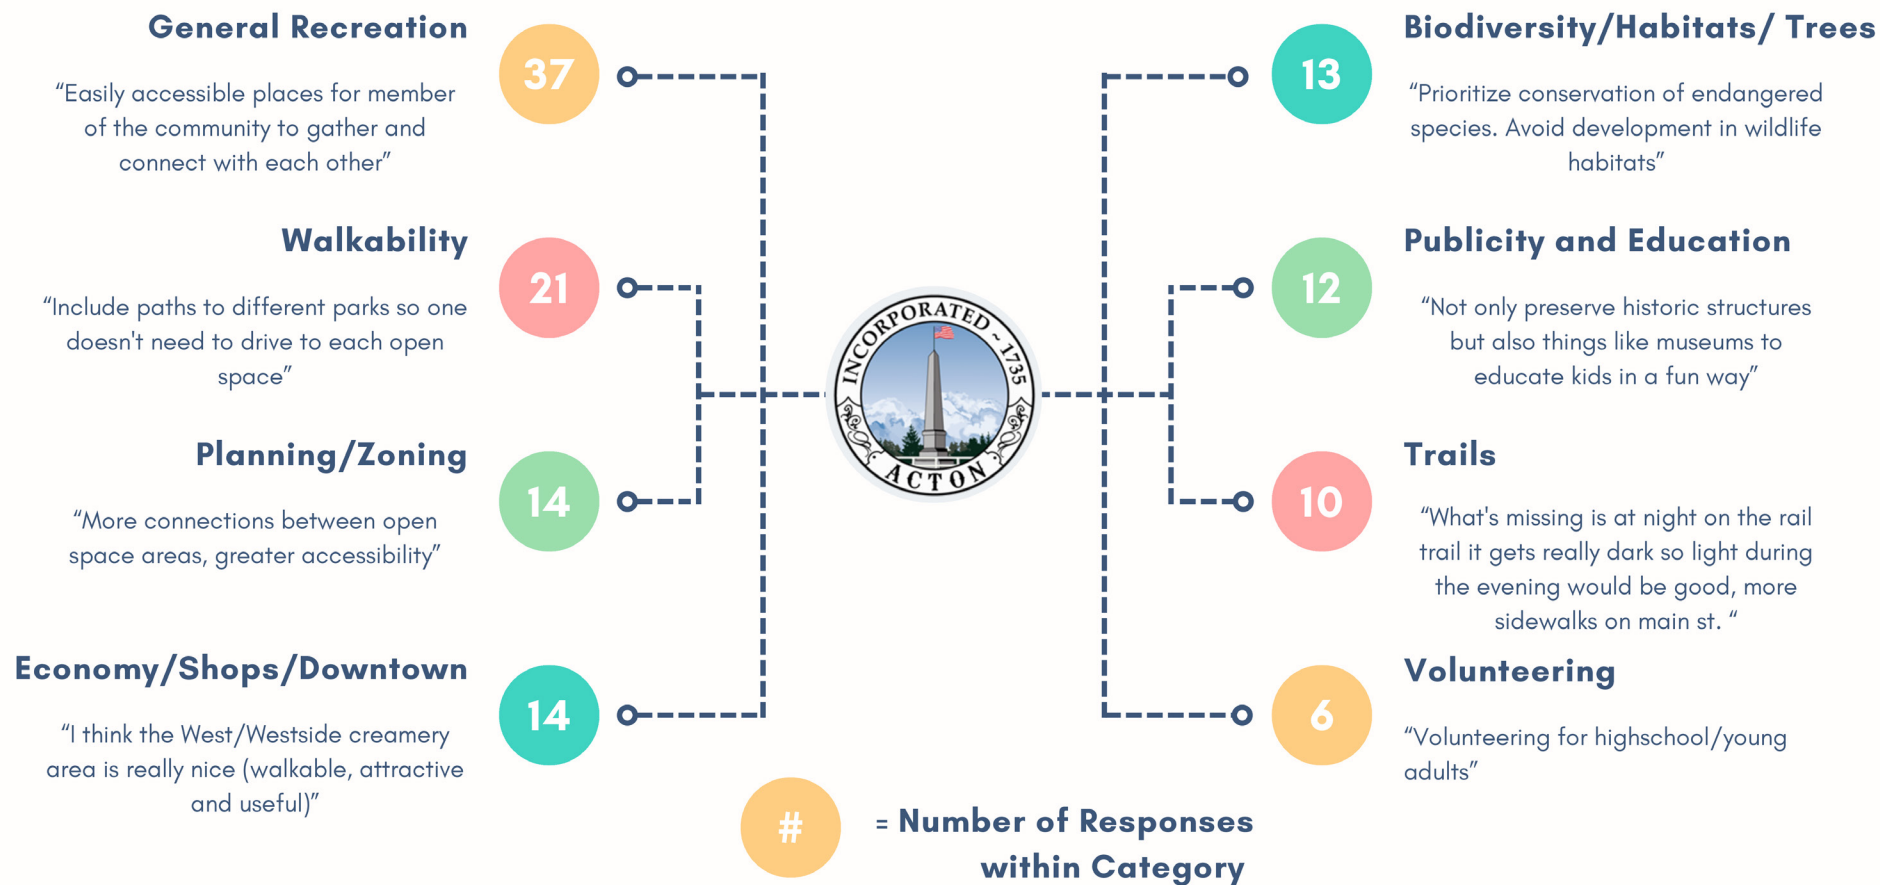 General Recreation
37
“Easily accessible places for member
of the community to gather and
connect with each other”
Walkability
21
“Include paths to different parks so one
doesn't need to drive to each open
space”
Planning/Zoning
14
“More connections between open
space areas, greater accessibility”
Economy/Shops/Downtown
14
“I think the West/Westside creamery
area is really nice (walkable, attractive
and useful)”
INCORPORATED ~ 1735
ACTON
Biodiversity/Habitats/ Trees
13
“Prioritize conservation of endangered
species. Avoid development in wildlife
habitats”
Publicity and Education
12
“Not only preserve historic structures
but also things like museums to
educate kids in a fun way”
Trails
10
“What's missing is at night on the rail
trail it gets really dark so light during
the evening would be good, more
sidewalks on main st. “
Volunteering
6
“Volunteering for highschool/young
adults”
# = Number of Responses
within Category